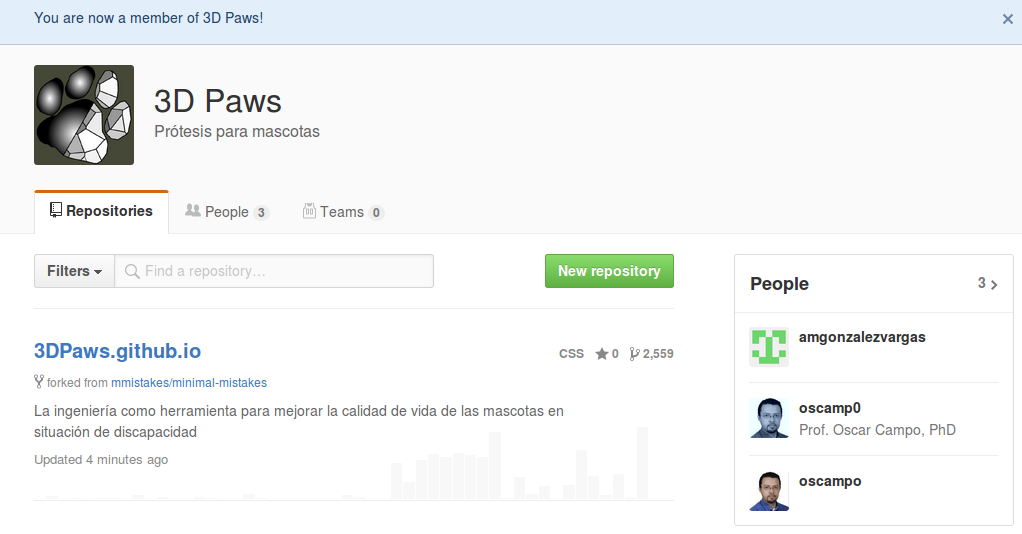 You are now a member of 3D Paws!
3D Paws
Prótesis para mascotas
Repositories
People 3
Teams 0
Filters
Find a repository…
New repository
3DPaws.github.io
CSS 0 2,559
forked from mmistakes/minimal-mistakes
La ingeniería como herramienta para mejorar la calidad de vida de las mascotas en
situación de discapacidad
Updated 4 minutes ago
People 3
amgonzalezvargas
oscamp0
Prof. Oscar Campo, PhD
oscampo